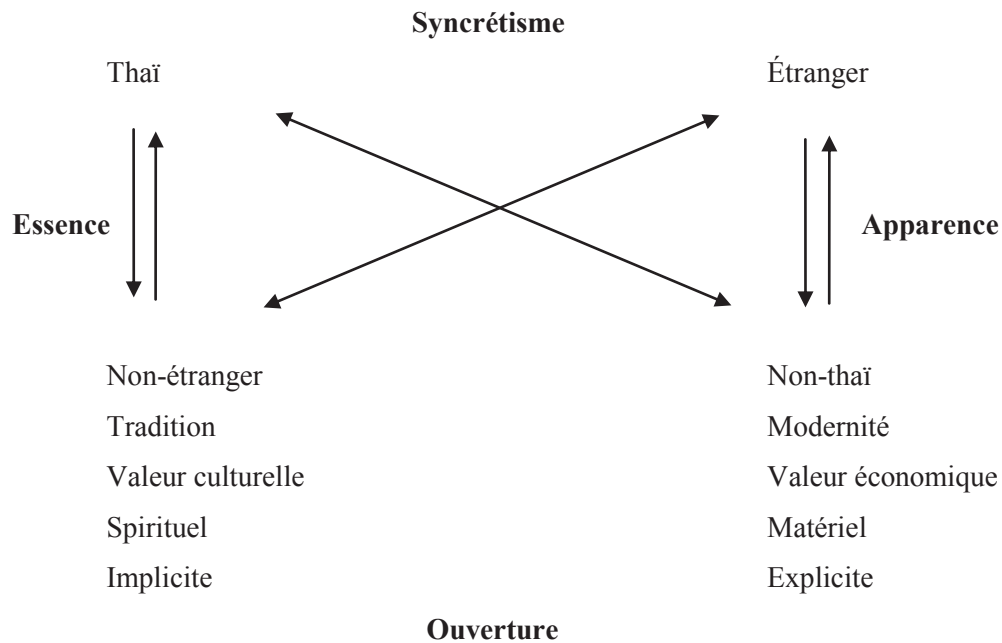 Syncrétisme
Thaï Étranger
Essence Apparence
Non-étranger Non-thaï
Tradition Modernité
Valeur culturelle Valeur économique
Spirituel Matériel
Implicite Explicite
Ouverture